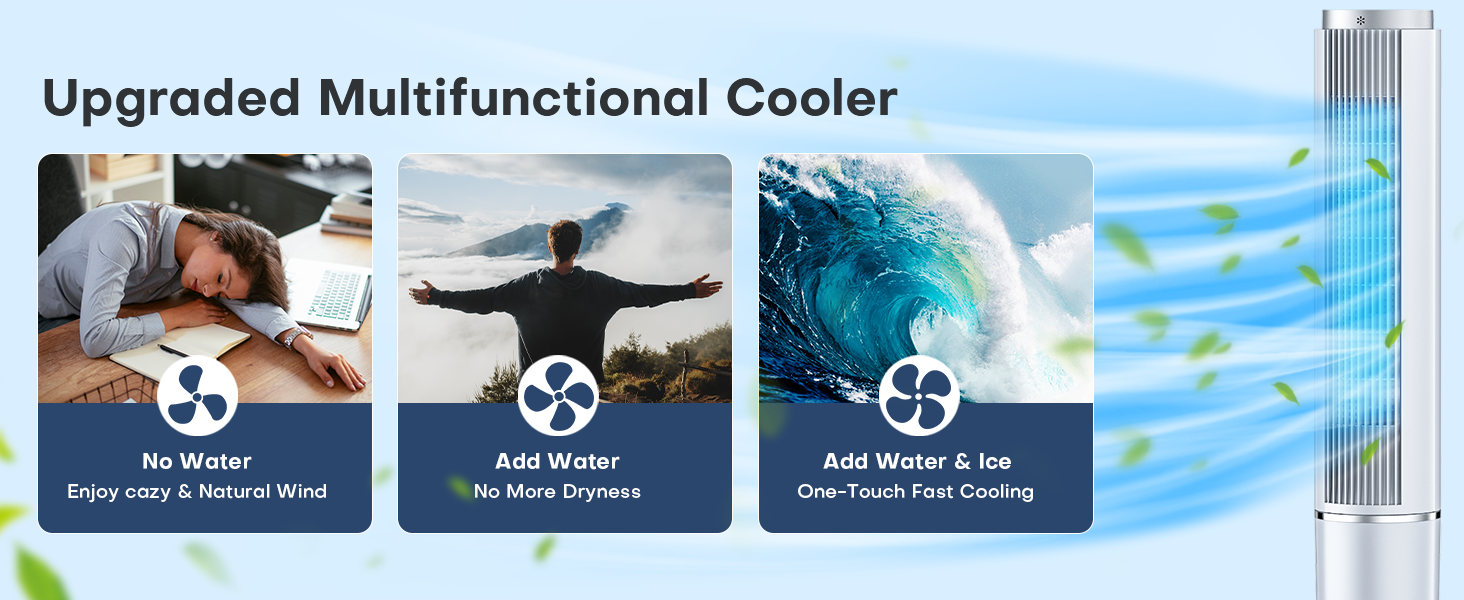 Upgraded Multifunctional Cooler
No Water
Enjoy cazy & Natural Wind
Add Water
No More Dryness
Add Water & Ice
One-Touch Fast Cooling